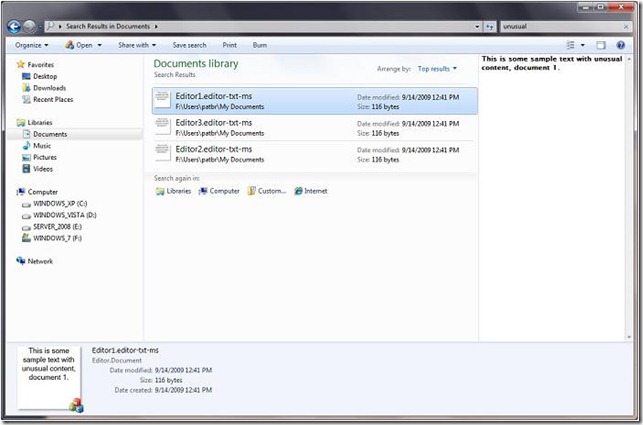 Search Results in Documents
unusual
Organize Open Share with Save search Print Burn
Favorites
Desktop
Downloads
Recent Places
Libraries
Documents
Music
Pictures
Videos
Computer
WINDOWS_XP (C:)
WINDOWS_VISTA (D:)
SERVER_2008 (E:)
WINDOWS_7 (F:)
Network
Documents library
Search Results
Arrange by: Top results
Editor1.editor-txt-ms Date modified: 9/14/2009 12:41 PM
F:\Users\patbr\My Documents Size: 116 bytes
Editor3.editor-txt-ms Date modified: 9/14/2009 12:41 PM
F:\Users\patbr\My Documents Size: 116 bytes
Editor2.editor-txt-ms Date modified: 9/14/2009 12:41 PM
F:\Users\patbr\My Documents Size: 116 bytes
Search again in:
Libraries Computer Custom... Internet
This is some sample text with unusual
content, document 1.
This is some
sample text with
unusual content,
document 1.
Editor1.editor-txt-ms
Editor.Document
Date modified: 9/14/2009 12:41 PM
Size: 116 bytes
Date created: 9/14/2009 12:41 PM